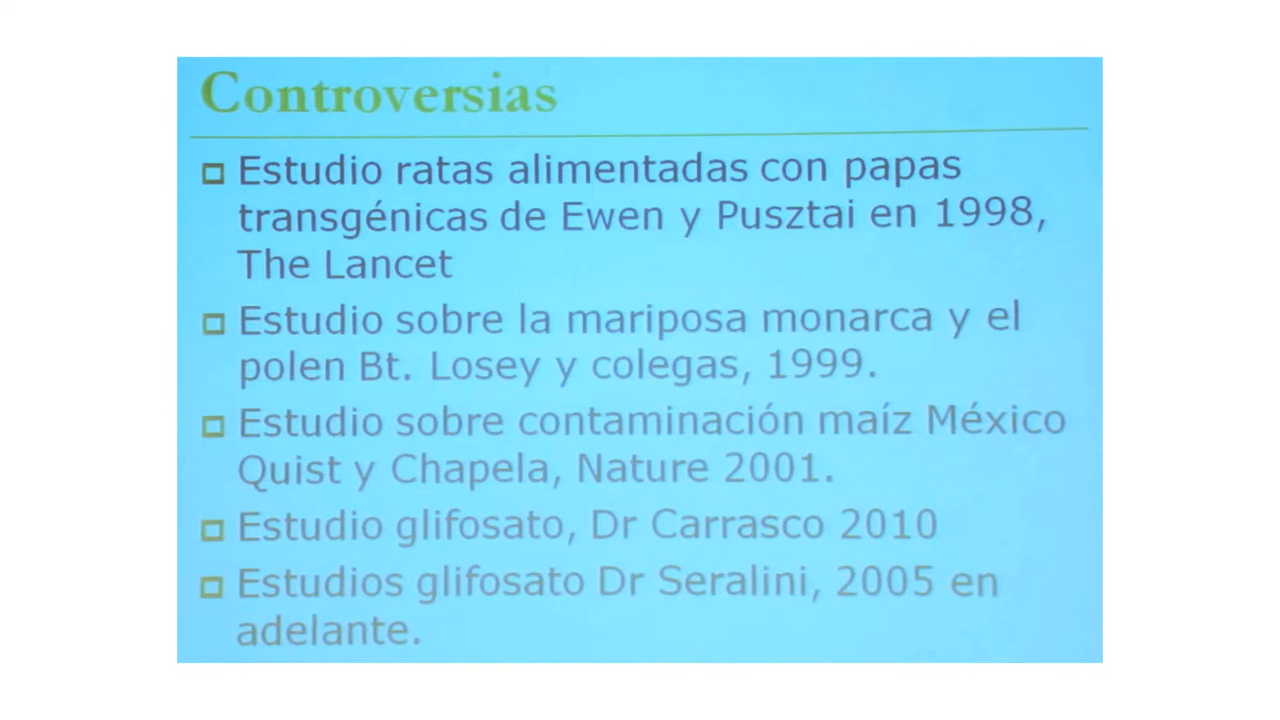 Controversias
Estudio ratas alimentadas con papas
transgénicas de Ewen y Pusztai en 1998,
The Lancet
Estudio sobre la mariposa monarca y el
polen Bt. Losey y colegas, 1999.
Estudio sobre contaminación maíz México
Quist y Chapela, Nature 2001.
Estudio glifosato, Dr Carrasco 2010
Estudios glifosato Dr Seralini, 2005 en
adelante.